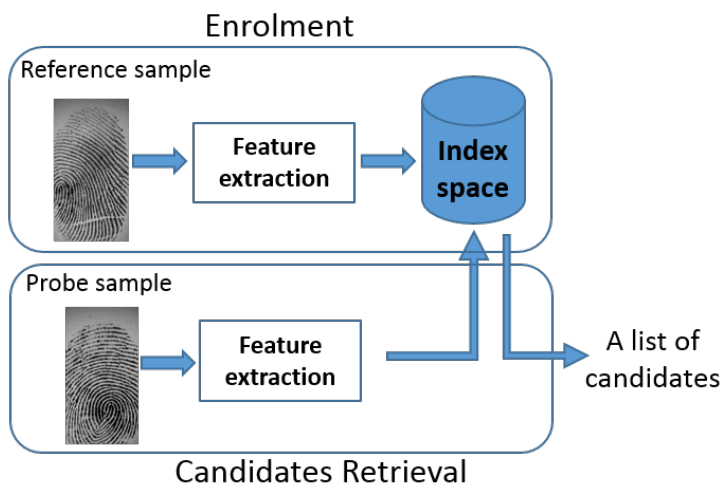 Enrolment
Reference sample
Feature
extraction
Index
space
Probe sample
Feature
extraction
A list of
candidates
Candidates Retrieval